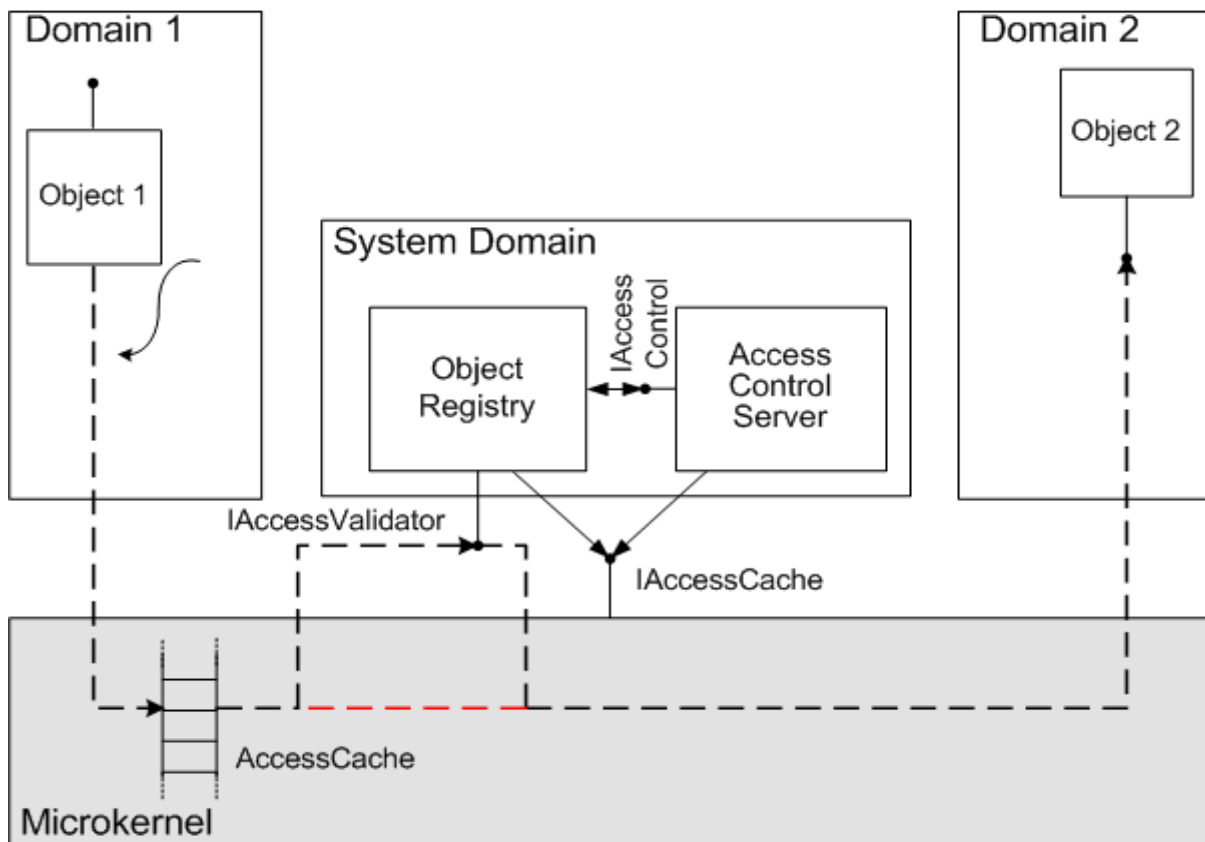 Domain 1
Domain 2
Object 1
Object 2
System Domain
IAccess
Control
Object
Registry
Access
Control
Server
IAccessValidator
IAccessCache
AccessCache
Microkernel